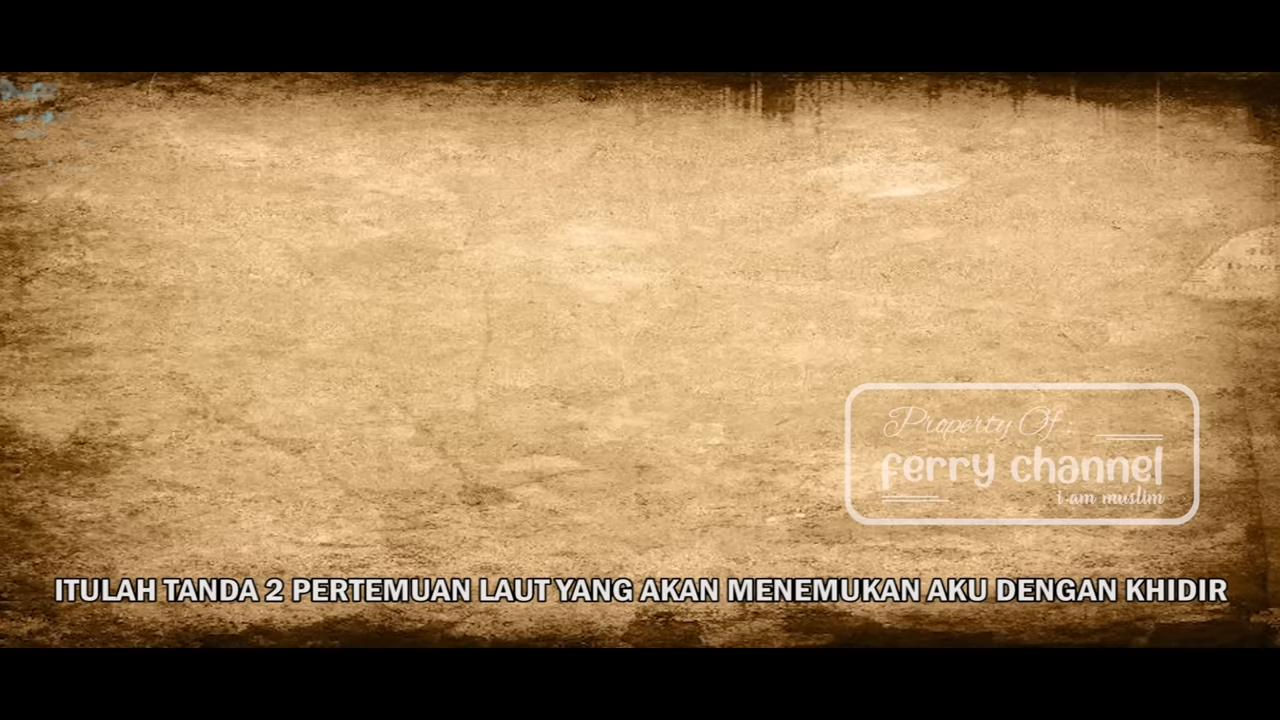 Property Of :
ferry channel
i am muslim
ITULAH TANDA 2 PERTEMUAN LAUT YANG AKAN MENEMUKAN AKU DENGAN KHIDIR